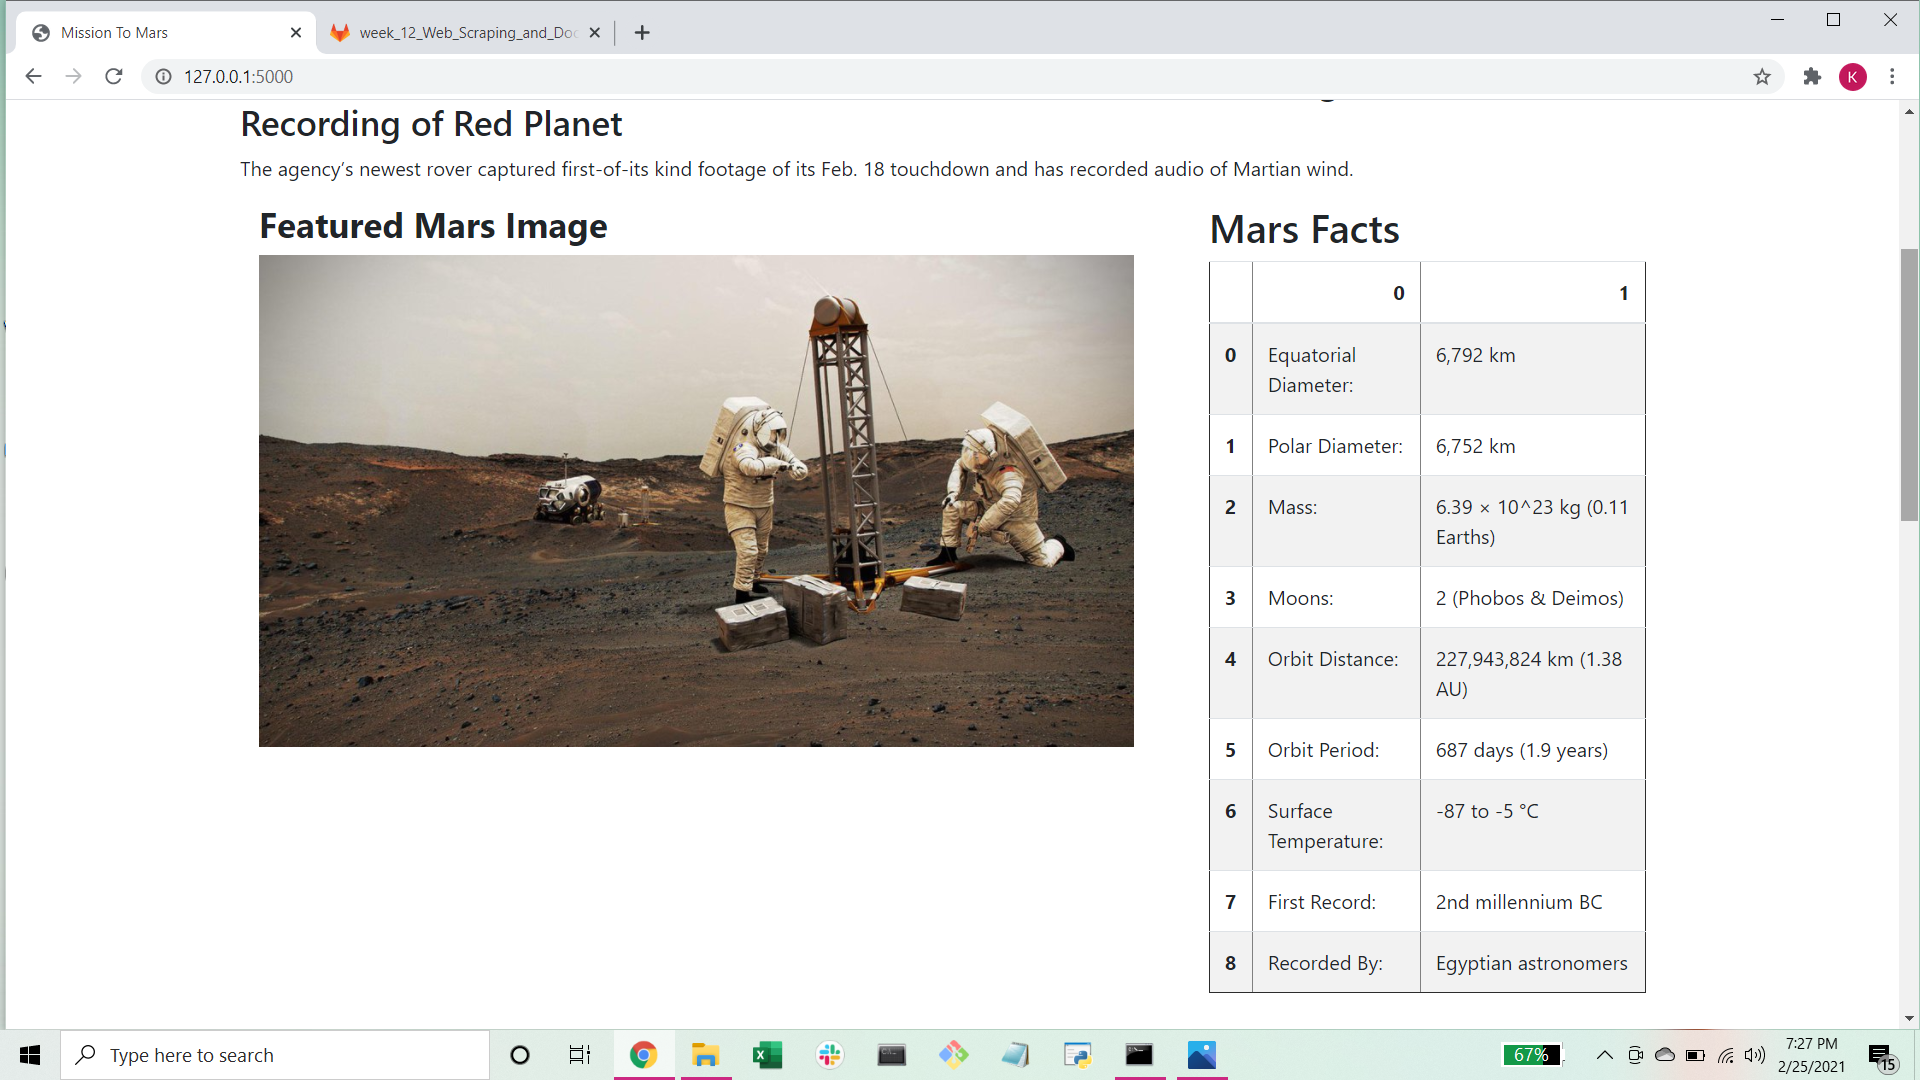 Mission To Mars
week_12_Web_Scraping_and_Doc
127.0.0.1:5000
K
Recording of Red Planet
The agency’s newest rover captured first-of-its kind footage of its Feb. 18 touchdown and has recorded audio of Martian wind.
Featured Mars Image
Mars Facts
0 1
0 Equatorial Diameter: 6,792 km
1 Polar Diameter: 6,752 km
2 Mass: 6.39 × 10^23 kg (0.11 Earths)
3 Moons: 2 (Phobos & Deimos)
4 Orbit Distance: 227,943,824 km (1.38 AU)
5 Orbit Period: 687 days (1.9 years)
6 Surface Temperature: -87 to -5 °C
7 First Record: 2nd millennium BC
8 Recorded By: Egyptian astronomers
Type here to search
67%
7:27 PM
2/25/2021
15